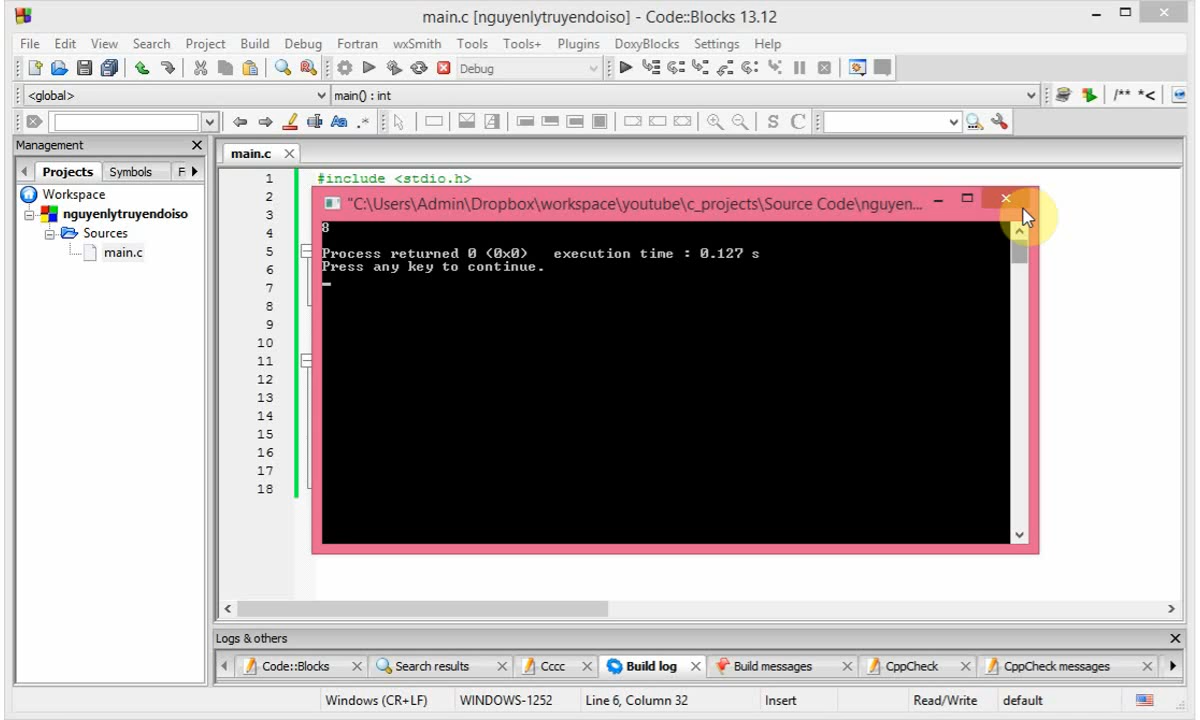 main.c [nguyenlytruyendoiso] - Code::Blocks 13.12
File Edit View Search Project Build Debug Fortran wxSmith Tools Tools+ Plugins DoxyBlocks Settings Help
Debug
<global> main() : int /** *<
Aa .* S C
Management
main.c
Projects Symbols F
Workspace
nguyenlytruyendoiso
Sources
main.c
1 #include <stdio.h>
2
3
4
5
6
7
8
9
10
11
12
13
14
15
16
17
18
"C:\Users\Admin\Dropbox\workspace\youtube\c_projects\Source Code\nguyen...
8
Process returned 0 (0x0) execution time : 0.127 s
Press any key to continue.
Logs & others
Code::Blocks Search results Cccc Build log Build messages CppCheck CppCheck messages
Windows (CR+LF) WINDOWS-1252 Line 6, Column 32 Insert Read/Write default